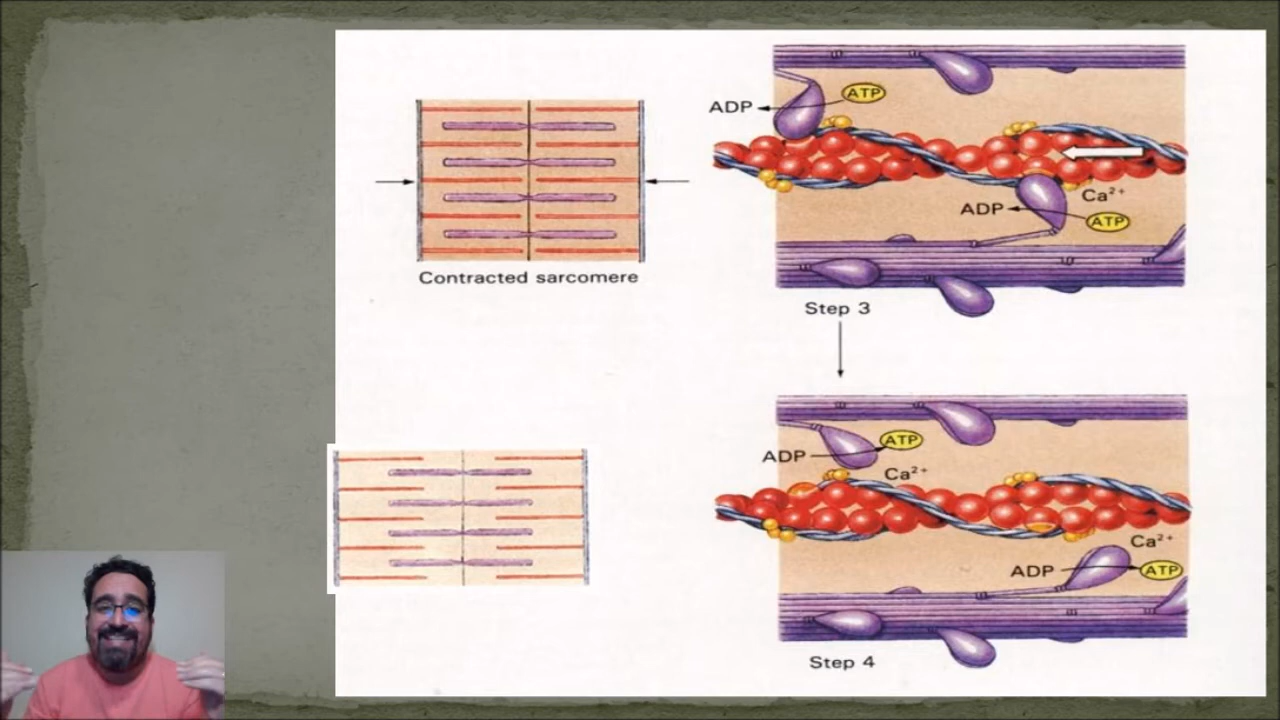 ATP
ADP
Ca²⁺
ADP
ATP
Contracted sarcomere
Step 3
ATP
ADP
Ca²⁺
Ca²⁺
ADP
ATP
Step 4